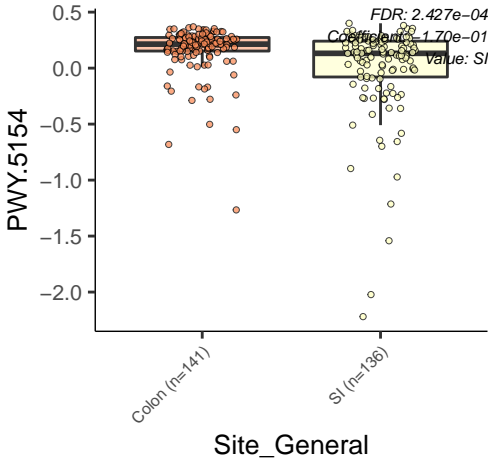 FDR: 2.427e−04
Coefficient: −1.70e−01
Value: SI
PWY.5154
0.5
0.0
−0.5
−1.0
−1.5
−2.0
Colon (n=141)
SI (n=136)
Site_General